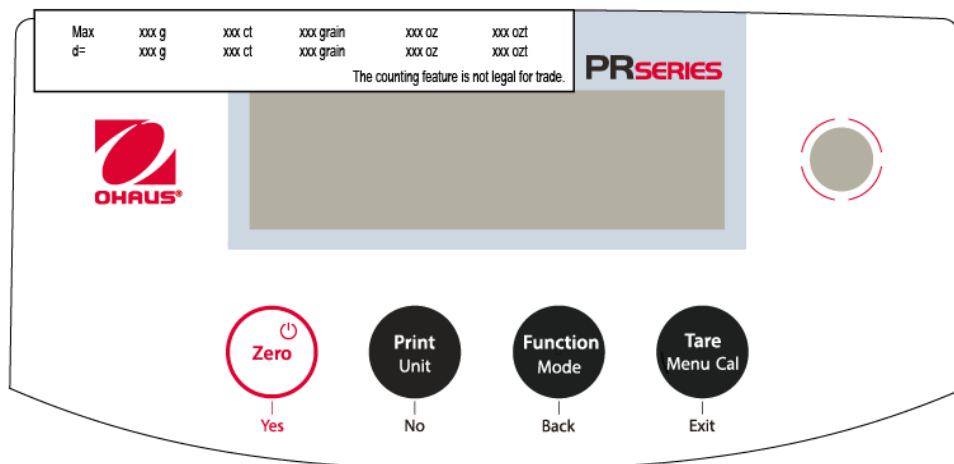 Max xxx g xxx ct xxx grain xxx oz xxx ozt
d= xxx g xxx ct xxx grain xxx oz xxx ozt
The counting feature is not legal for trade.
PRSERIES
OHAUS®
Zero
Print
Unit
Function
Mode
Tare
Menu Cal
Yes
No
Back
Exit